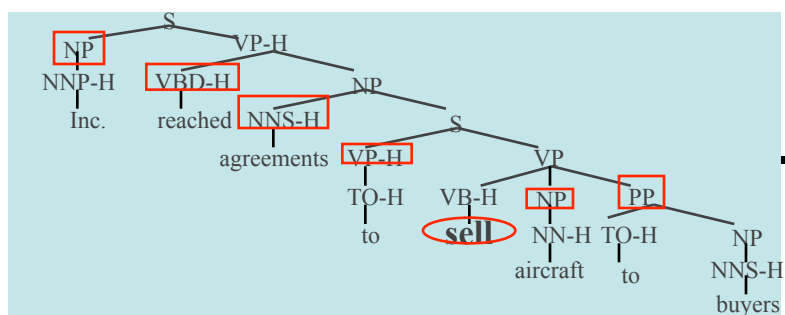 S
NP VP-H
NNP-H VBD-H NP
Inc. reached NNS-H S
agreements VP-H VP
TO-H VB-H NP PP
to sell NN-H TO-H NP
aircraft to NNS-H
buyers